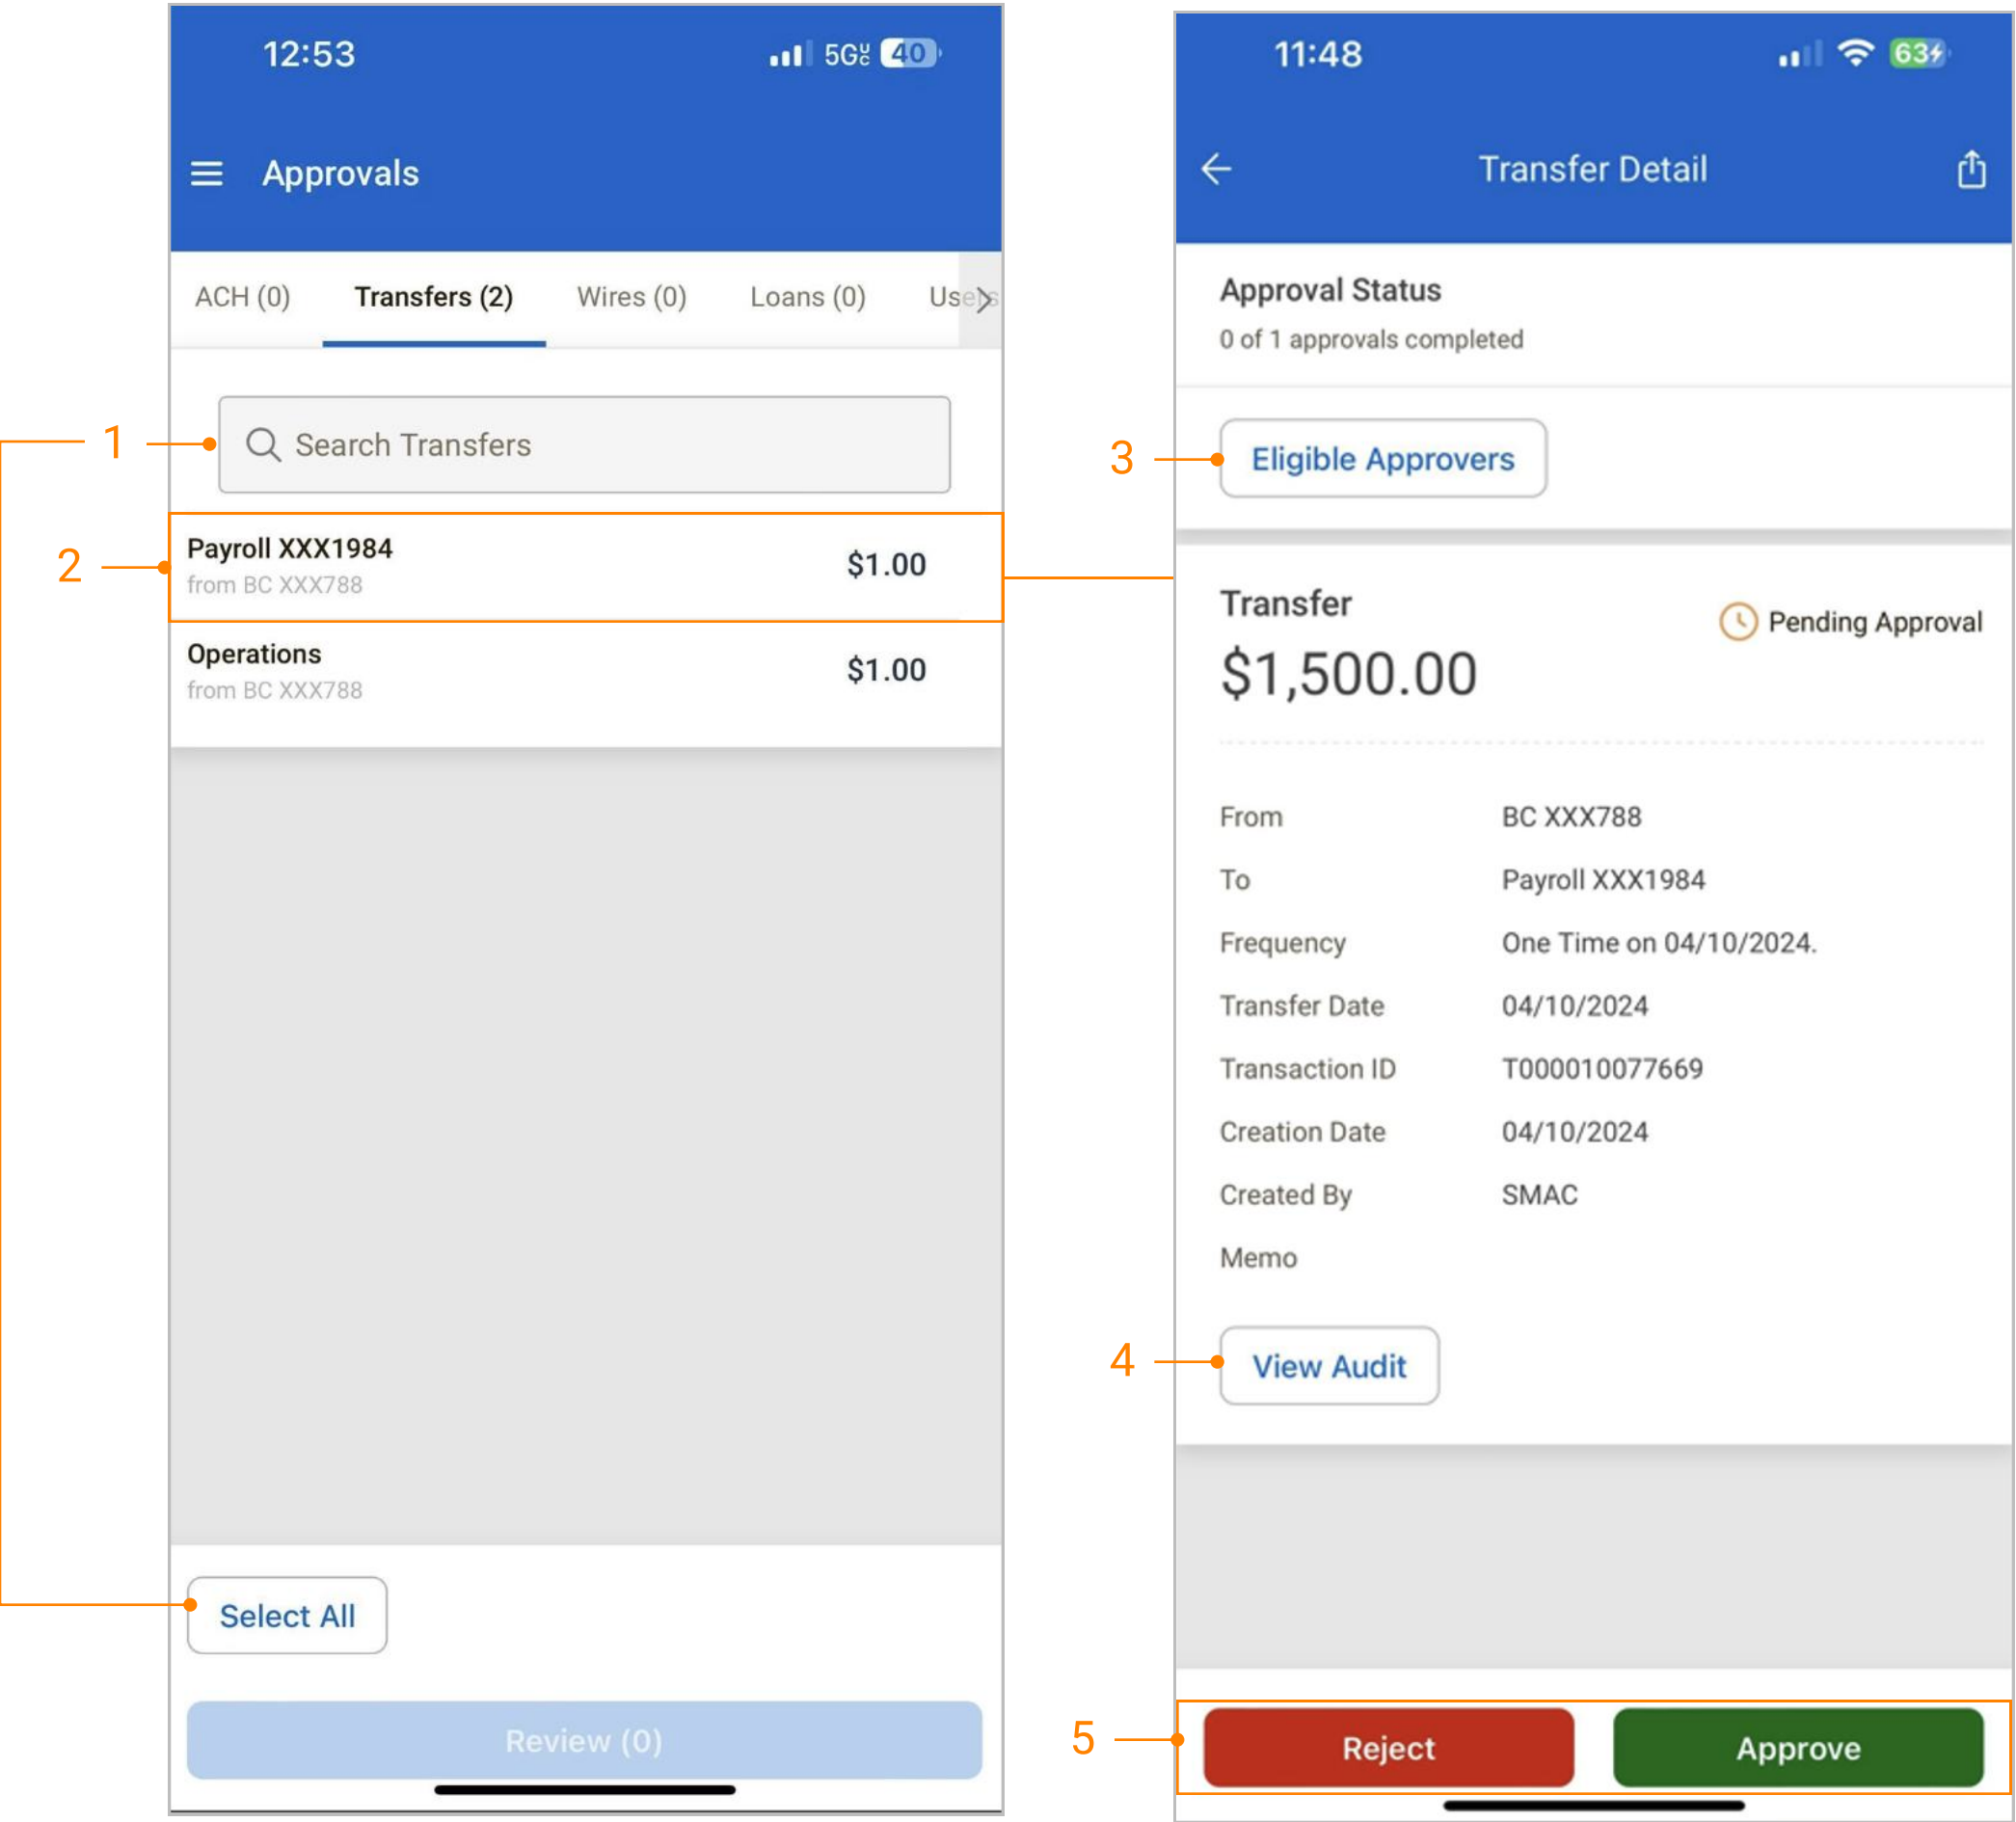 12:53
5G 40
Approvals
ACH (0) Transfers (2) Wires (0) Loans (0) Users
1
Search Transfers
2
Payroll XXX1984
$1.00
from BC XXX788
Operations
$1.00
from BC XXX788
Select All
Review (0)
11:48
63
Transfer Detail
Approval Status
0 of 1 approvals completed
3
Eligible Approvers
Transfer
Pending Approval
$1,500.00
From BC XXX788
To Payroll XXX1984
Frequency One Time on 04/10/2024.
Transfer Date 04/10/2024
Transaction ID T000010077669
Creation Date 04/10/2024
Created By SMAC
Memo
4
View Audit
5
Reject Approve